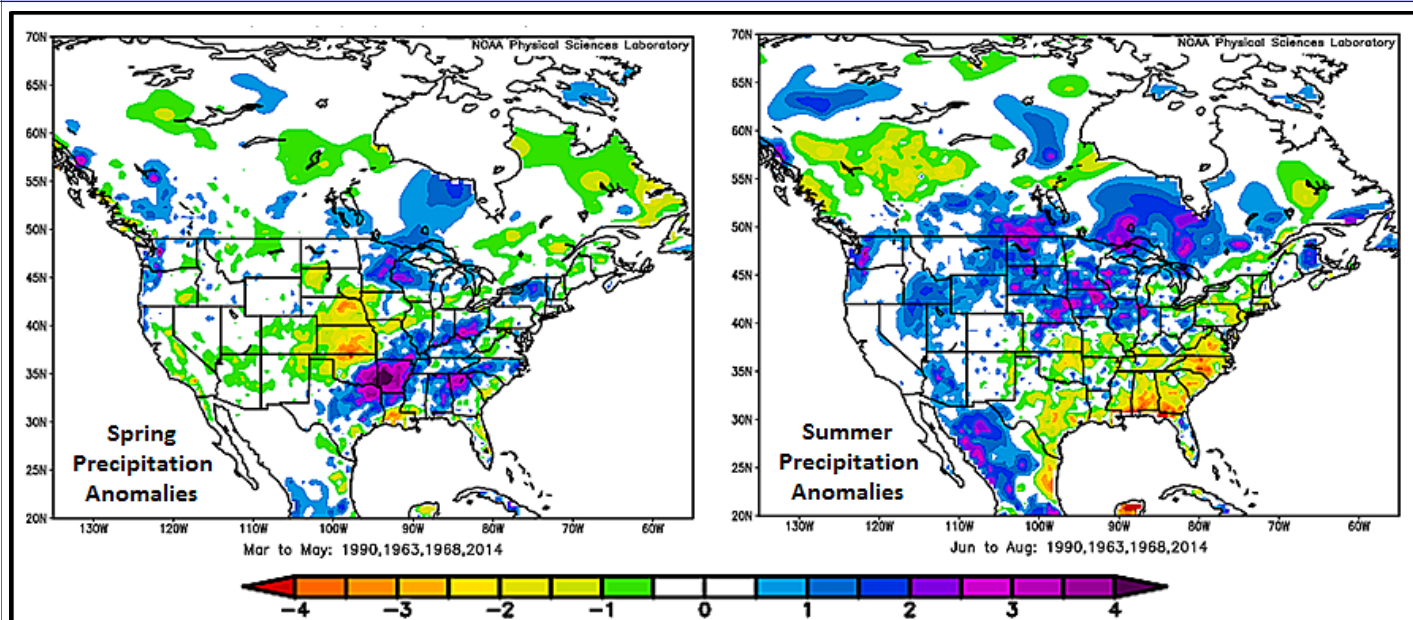 NOAA Physical Sciences Laboratory
70N
65N
60N
55N
50N
45N
40N
35N
30N
25N
20N
Spring
Precipitation
Anomalies
130W 120W 110W 100W 90W 80W 70W 60W
Mar to May: 1990,1963,1968,2014
NOAA Physical Sciences Laboratory
70N
65N
60N
55N
50N
45N
40N
35N
30N
25N
20N
Summer
Precipitation
Anomalies
130W 120W 110W 100W 90W 80W 70W 60W
Jun to Aug: 1990,1963,1968,2014
−4 −3 −2 −1 0 1 2 3 4